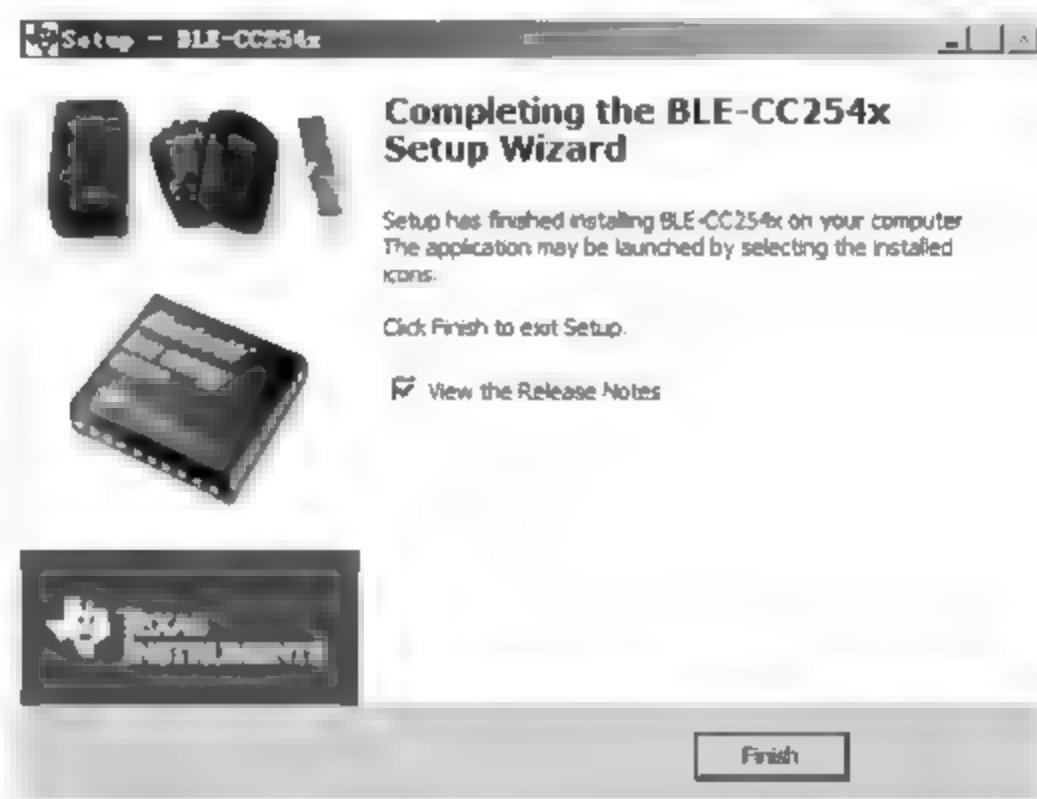 Setup - BLE-CC254x
Completing the BLE-CC254x
Setup Wizard
Setup has finished installing BLE-CC254x on your computer
The application may be launched by selecting the installed
icons.
Click Finish to exit Setup.
View the Release Notes
TEXAS
INSTRUMENTS
Finish